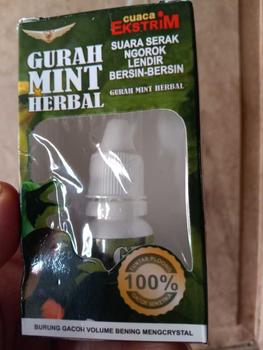 cuaca
EKSTRIM
GURAH
MINT
HERBAL
SUARA SERAK
NGOROK
LENDIR
BERSIN-BERSIN
GURAH MINT HERBAL
100%
BURUNG GACOR VOLUME BENING MENGCRYSTAL